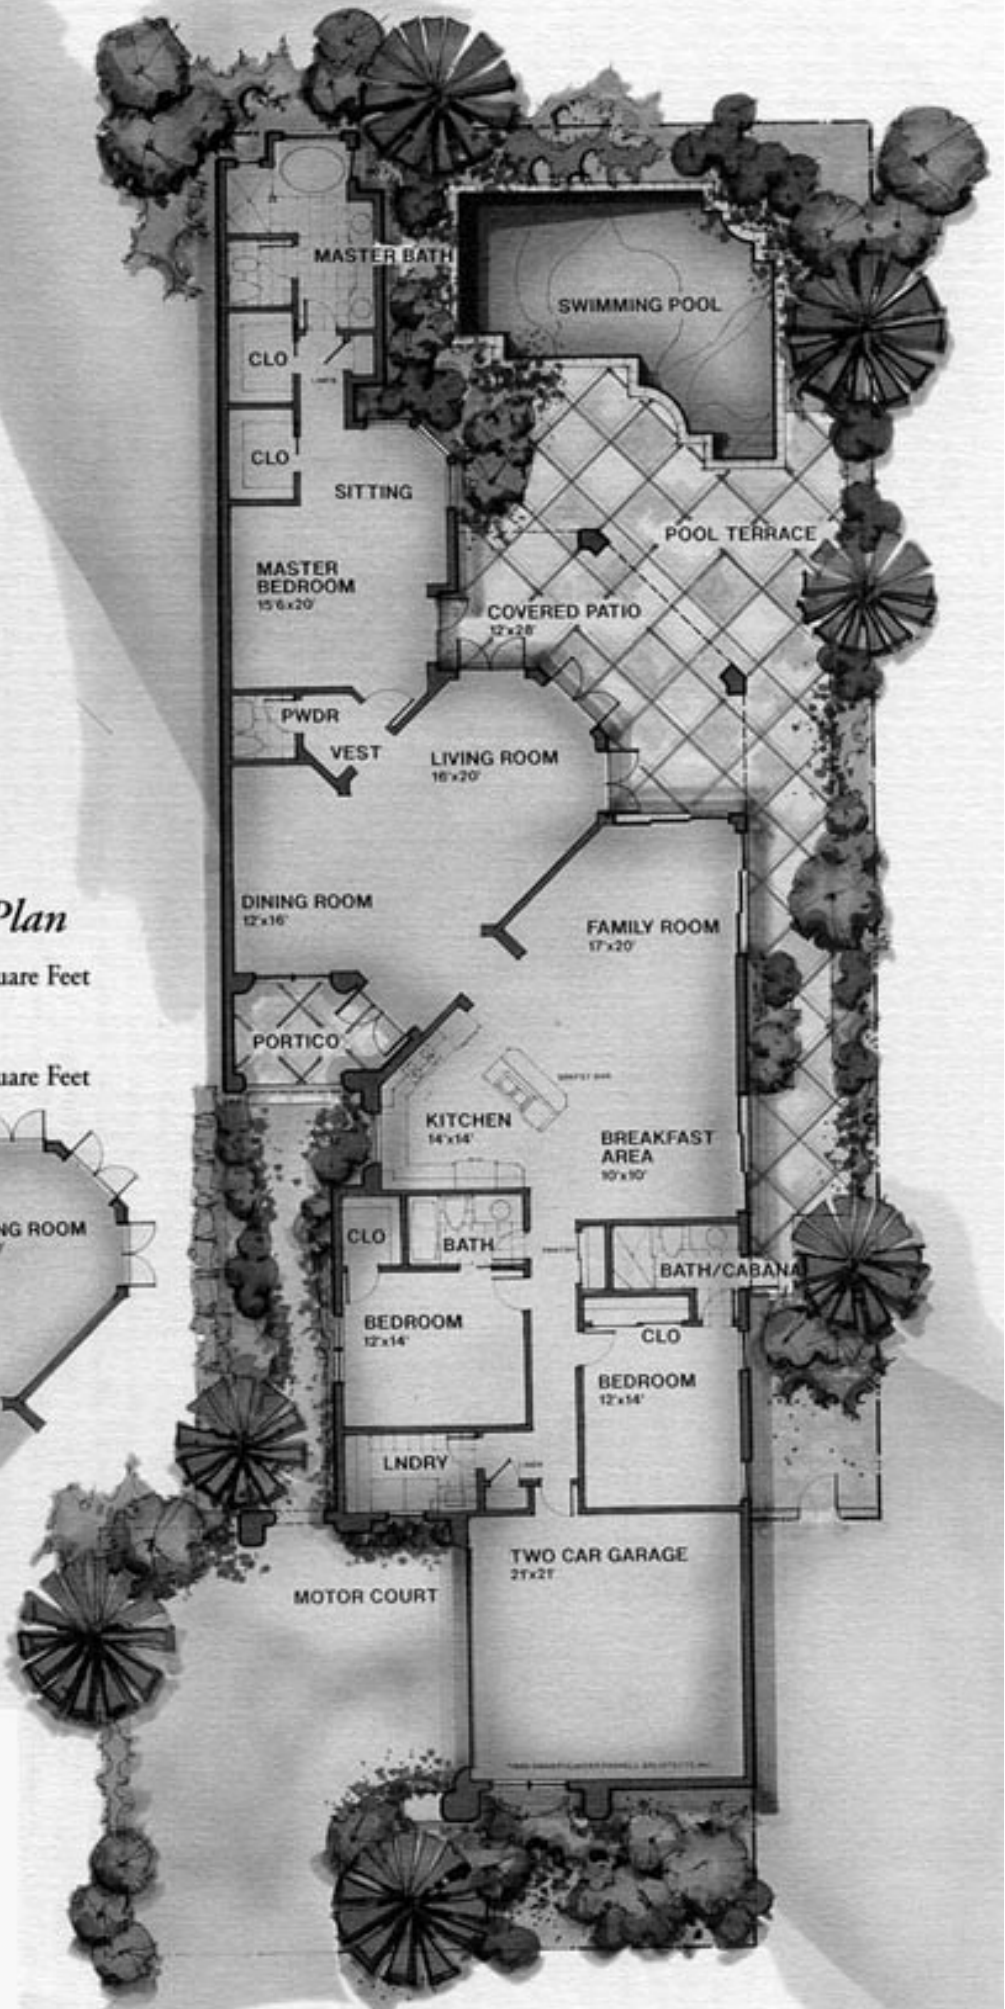 MASTER BATH
SWIMMING POOL
CLO
LINEN
CLO
SITTING
POOL TERRACE
MASTER
BEDROOM
15'6x20'
COVERED PATIO
12'x28'
PWDR
VEST
LIVING ROOM
16'x20'
DINING ROOM
12'x16'
FAMILY ROOM
17'x20'
Plan
uare Feet
PORTICO
uare Feet
KITCHEN
14'x14'
BREAKFAST
AREA
10'x10'
NG ROOM
CLO
BATH
PANTRY
BATH/CABANA
BEDROOM
12'x14'
CLO
BEDROOM
12'x14'
LNDRY
LINEN
TWO CAR GARAGE
21'x21'
MOTOR COURT